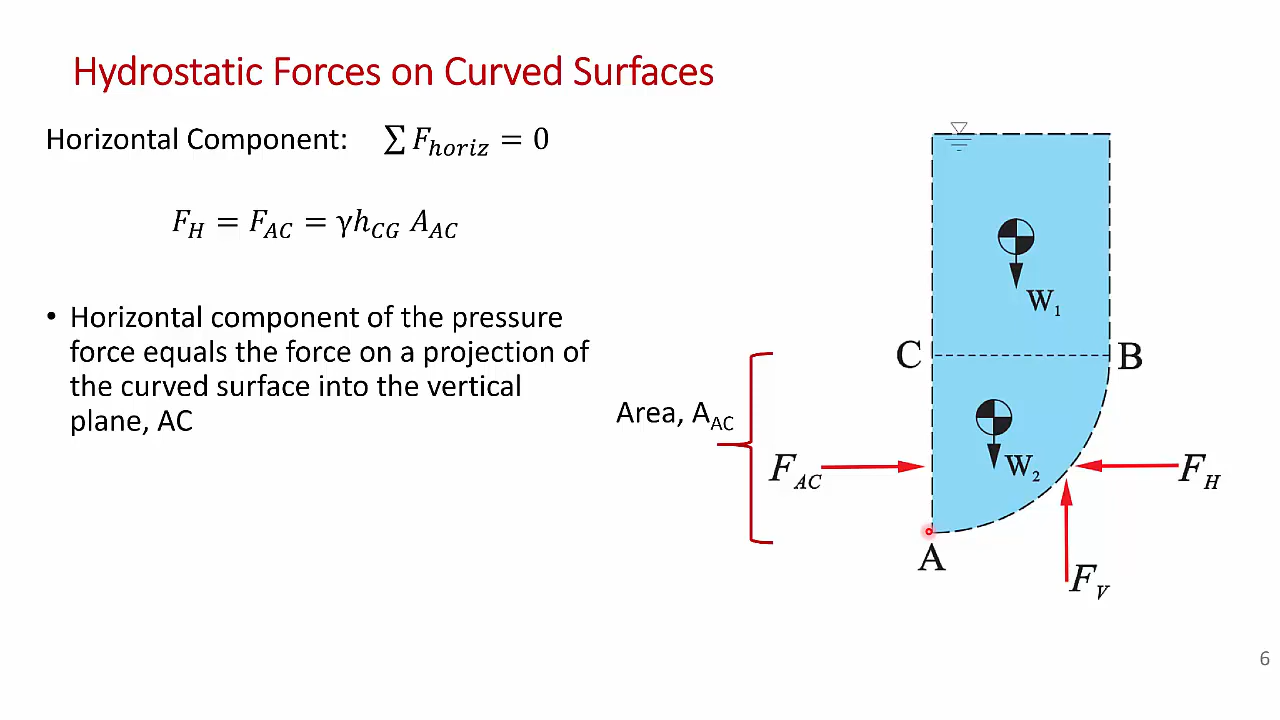 Hydrostatic Forces on Curved Surfaces
Horizontal Component: ∑ F_horiz = 0
F_H = F_AC = γh_CG A_AC
• Horizontal component of the pressure
force equals the force on a projection of
the curved surface into the vertical
plane, AC
W₁
C
B
Area, A_AC
F_AC
W₂
F_H
A
F_V
6